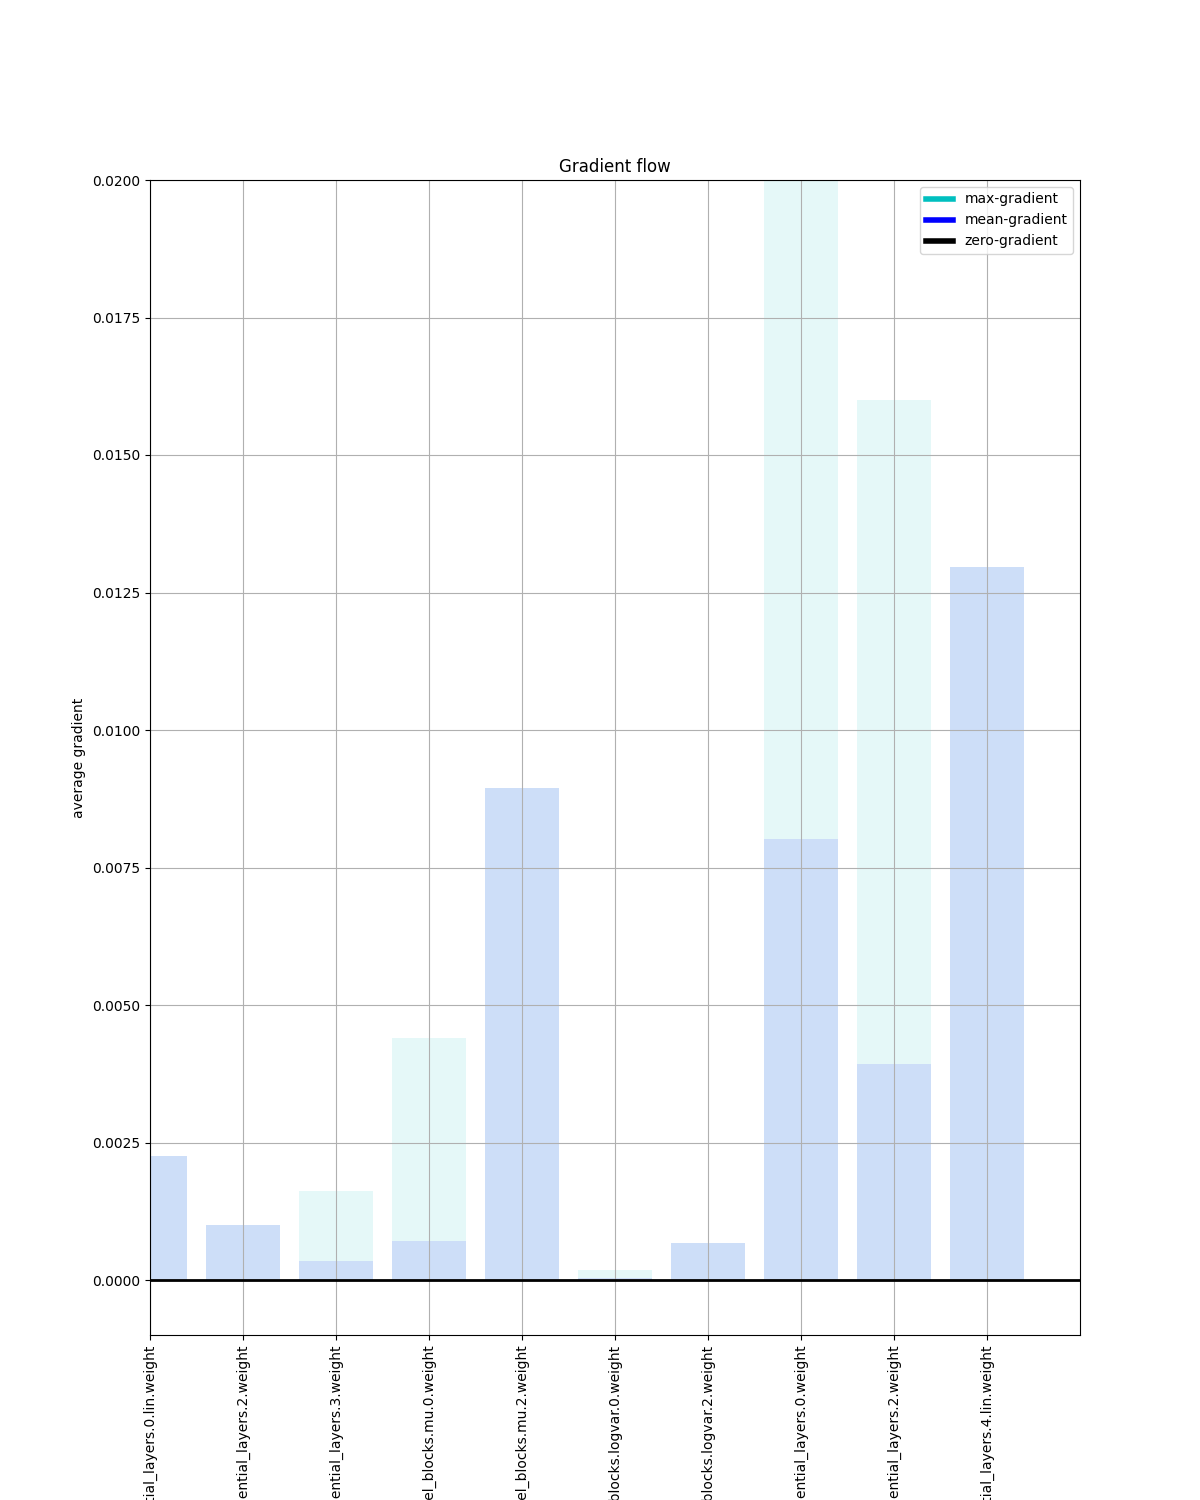 Gradient flow
max-gradient
mean-gradient
zero-gradient
0.0200
0.0175
0.0150
0.0125
0.0100
0.0075
0.0050
0.0025
0.0000
average gradient
tial_layers.0.lin.weight
ential_layers.2.weight
ential_layers.3.weight
el_blocks.mu.0.weight
el_blocks.mu.2.weight
blocks.logvar.0.weight
blocks.logvar.2.weight
ential_layers.0.weight
ential_layers.2.weight
tial_layers.4.lin.weight